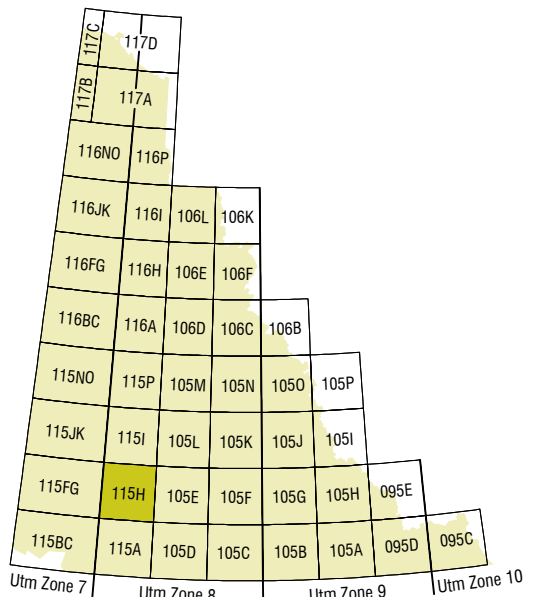 117C 117D
117B 117A
116NO 116P
116JK 116I 106L 106K
116FG 116H 106E 106F
116BC 116A 106D 106C 106B
115NO 115P 105M 105N 105O 105P
115JK 115I 105L 105K 105J 105I
115FG 115H 105E 105F 105G 105H 095E
115BC 115A 105D 105C 105B 105A 095D 095C
Utm Zone 7 Utm Zone 8 Utm Zone 9 Utm Zone 10